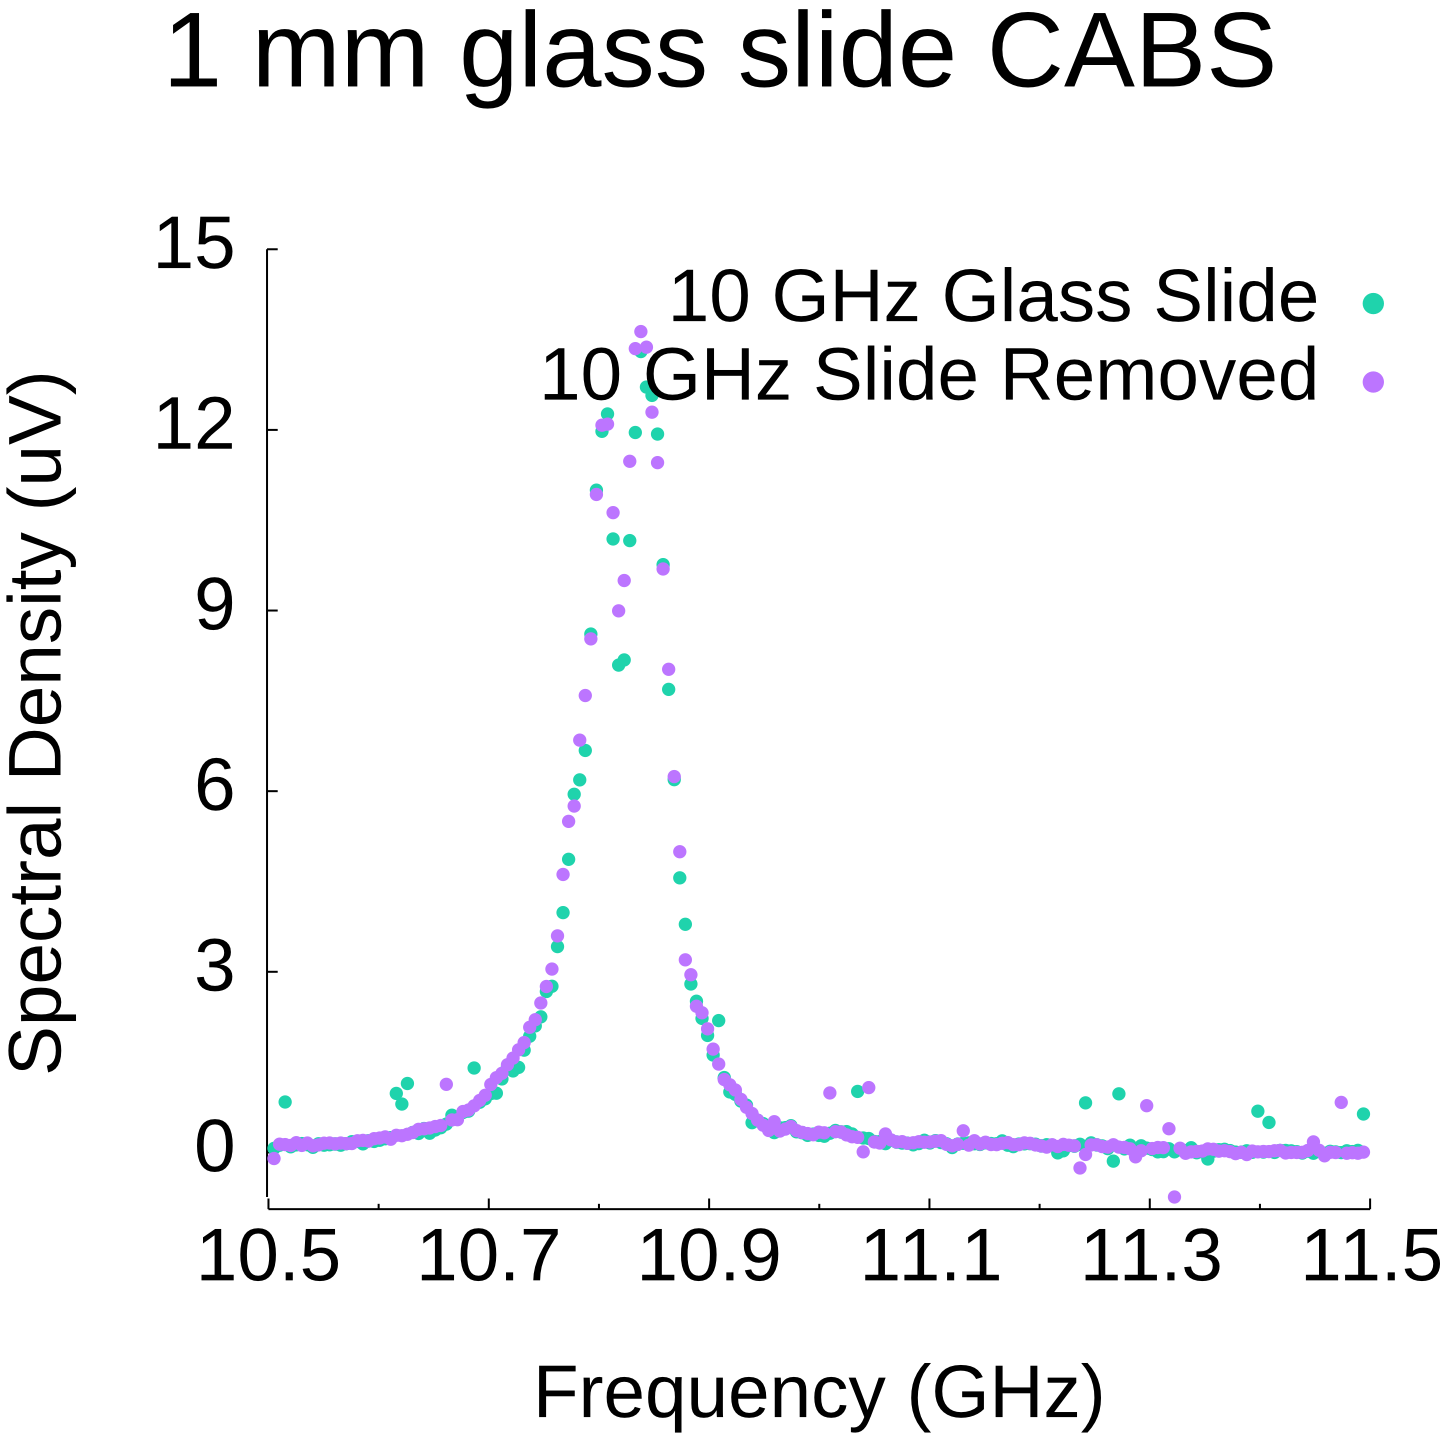 1 mm glass slide CABS
15
10 GHz Glass Slide
10 GHz Slide Removed
12
9
6
3
0
Spectral Density (uV)
10.5 10.7 10.9 11.1 11.3 11.5
Frequency (GHz)